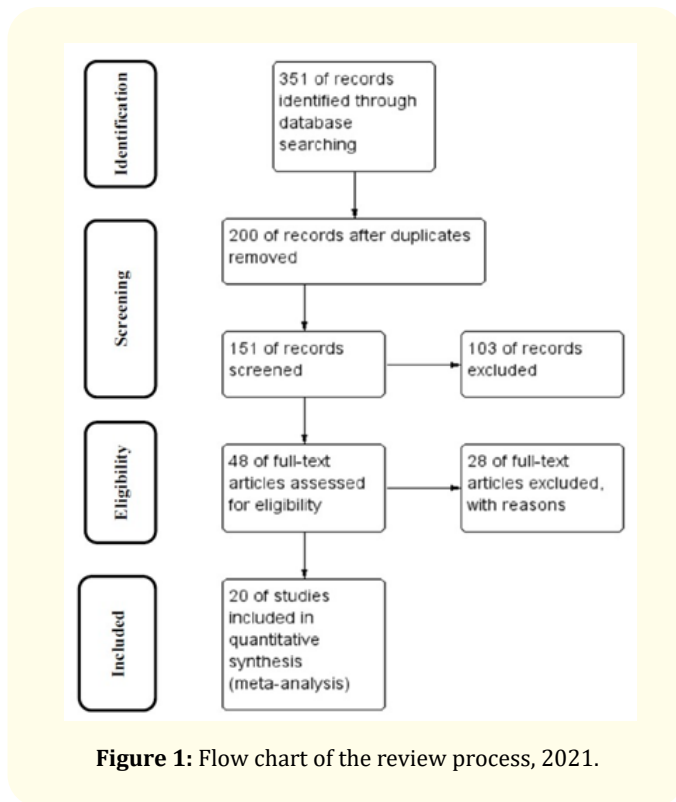 Identification
351 of records
identified through
database
searching
Screening
200 of records after duplicates
removed
151 of records
screened
103 of records
excluded
Eligibility
48 of full-text
articles assessed
for eligibility
28 of full-text
articles excluded,
with reasons
Included
20 of studies
included in
quantitative
synthesis
(meta-analysis)
Figure 1: Flow chart of the review process, 2021.